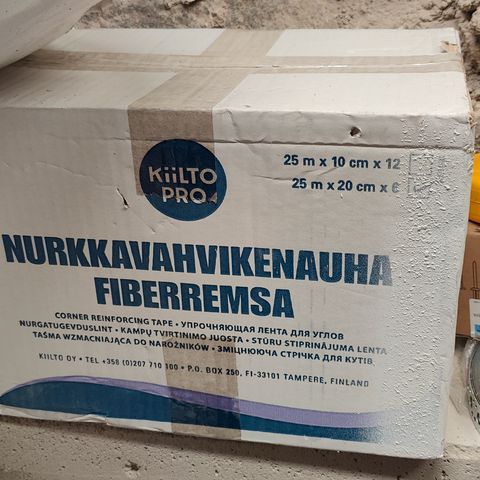 KiiLTO
PRO
25 m x 10 cm x 12
25 m x 20 cm x 6
NURKKAVAHVIKENAUHA
FIBERREMSA
CORNER REINFORCING TAPE • УПРОЧНЯЮЩАЯ ЛЕНТА ДЛЯ УГЛОВ
NURGATUGEVDUSLINT • KAMPŲ TVIRTINIMO JUOSTA • STŪRU STIPRINĀJUMA LENTA
TAŚMA WZMACNIAJĄCA DO NAROŻNIKÓW • ЗМІЦНЮЮЧА СТРІЧКА ДЛЯ КУТІВ
KIILTO OY • TEL +358 (0)207 710 100 • P.O. BOX 250, FI-33101 TAMPERE, FINLAND